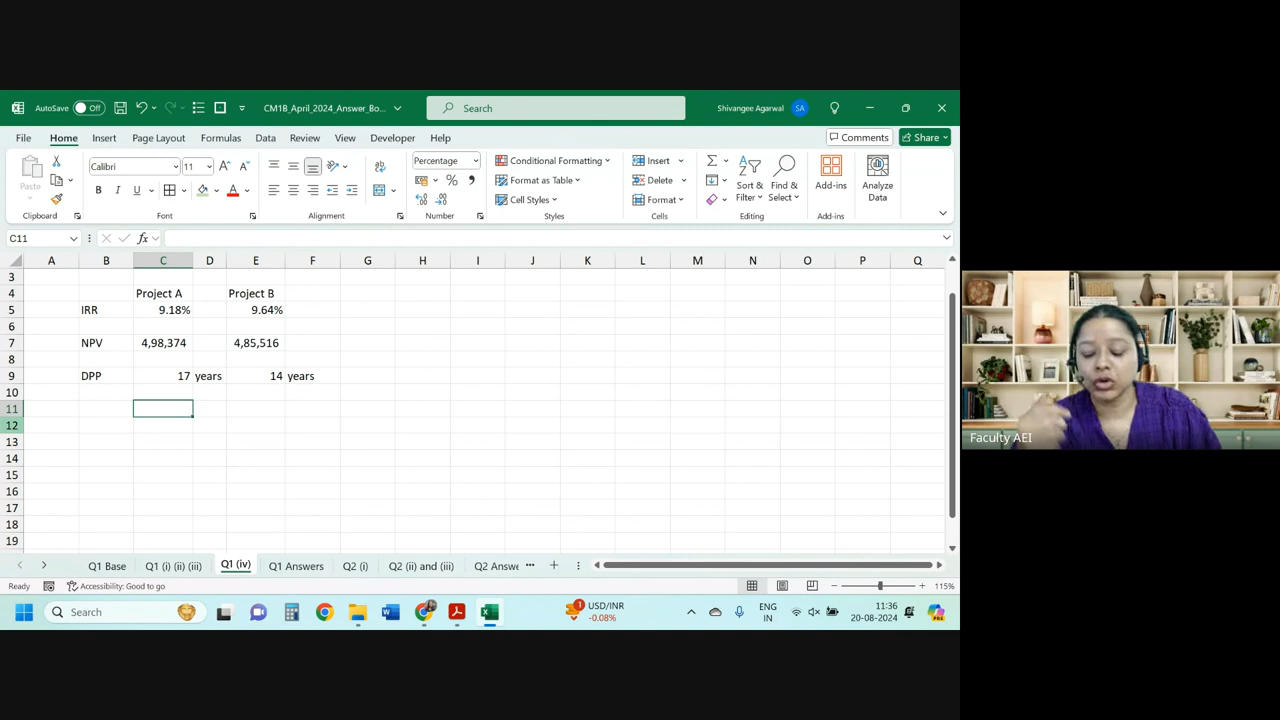 AutoSave Off CM1B_April_2024_Answer_Bo... Search Shivangee Agarwal SA
File Home Insert Page Layout Formulas Data Review View Developer Help Comments Share
Paste Calibri 11 Percentage Conditional Formatting Insert Sort & Filter Find & Select Add-ins Analyze Data
B I U Format as Table Delete
Cell Styles Format
Clipboard Font Alignment Number Styles Cells Editing Add-ins
C11 fx
A B C D E F G H I J K L M N O P Q
3
4 Project A Project B
5 IRR 9.18% 9.64%
6
7 NPV 4,98,374 4,85,516
8
9 DPP 17 years 14 years
10
11
12
13
14
15
16
17
18
19
Q1 Base Q1 (i) (ii) (iii) Q1 (iv) Q1 Answers Q2 (i) Q2 (ii) and (iii) Q2 Answe ...
Ready Accessibility: Good to go 115%
Search 1 USD/INR -0.08% ENG IN 11:36 20-08-2024
Faculty AEI